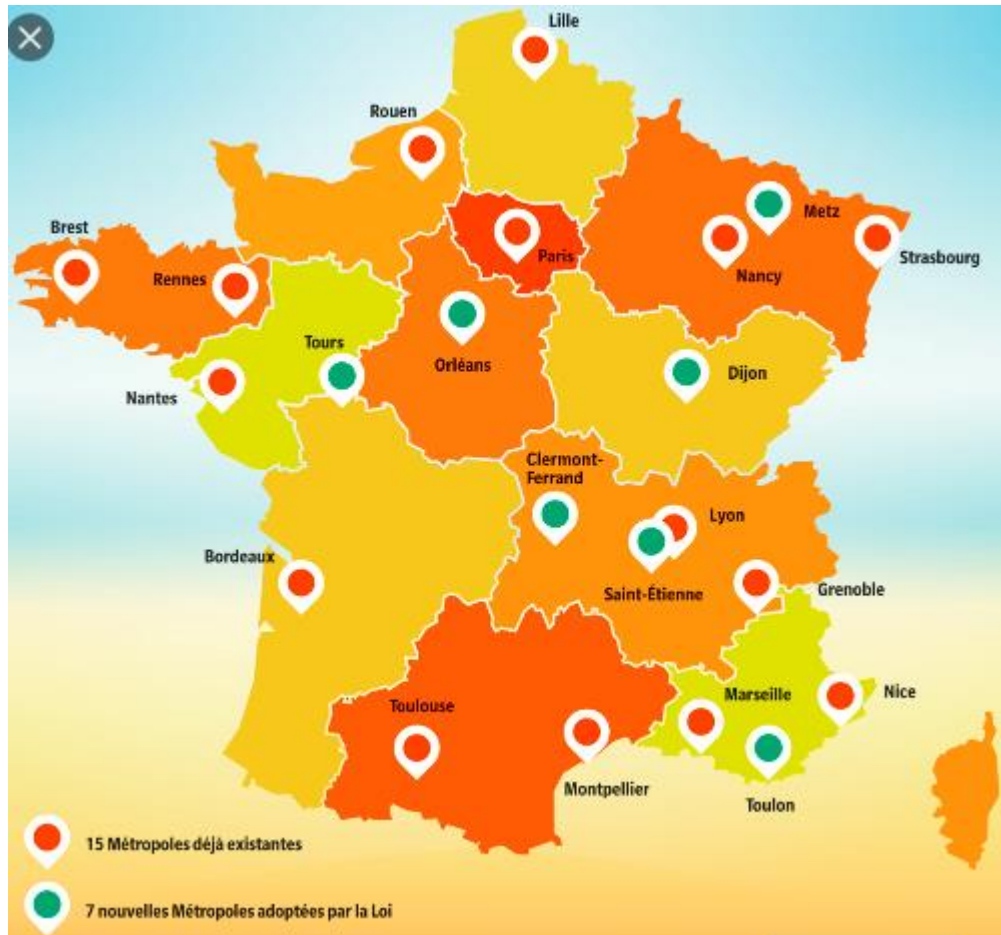 Lille
Rouen
Metz
Brest
Paris
Strasbourg
Rennes
Nancy
Tours
Orléans
Dijon
Nantes
Clermont-
Ferrand
Lyon
Bordeaux
Saint-Étienne
Grenoble
Marseille
Nice
Toulouse
Montpellier
Toulon
15 Métropoles déjà existantes
7 nouvelles Métropoles adoptées par la Loi